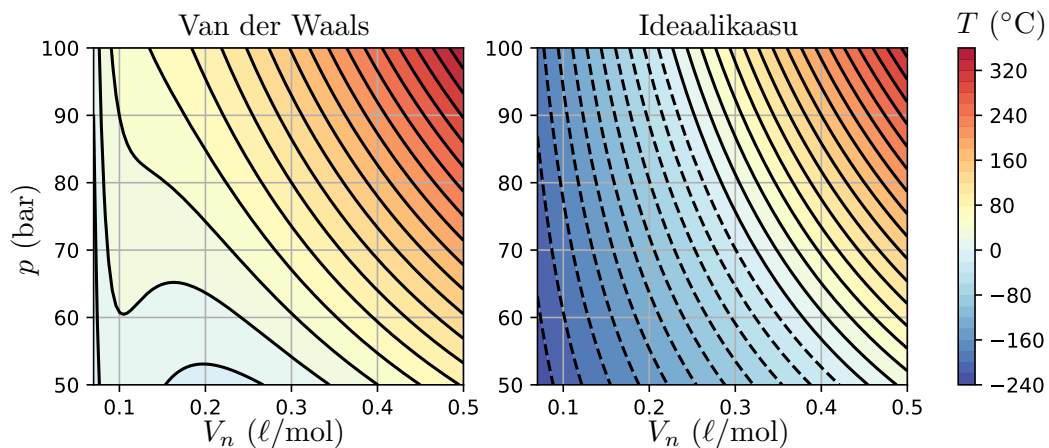 Van der Waals
Ideaalikaasu
T (°C)
100
90
80
70
60
50
p (bar)
0.1 0.2 0.3 0.4 0.5
V_n (ℓ/mol)
100
90
80
70
60
50
0.1 0.2 0.3 0.4 0.5
V_n (ℓ/mol)
320
240
160
80
0
−80
−160
−240